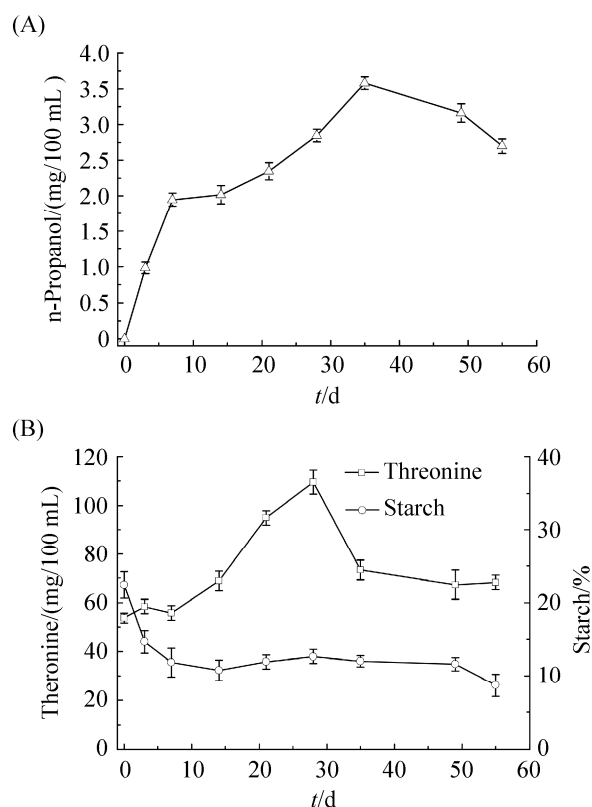 (A)
4.0
3.5
3.0
2.5
2.0
1.5
1.0
0.5
0
n-Propanol/(mg/100 mL )
0 10 20 30 40 50 60
t/d
(B)
120
100
80
60
40
20
0
Theronine/(mg/100 mL)
Threonine
Starch
40
30
20
10
0
Starch/%
0 10 20 30 40 50 60
t/d